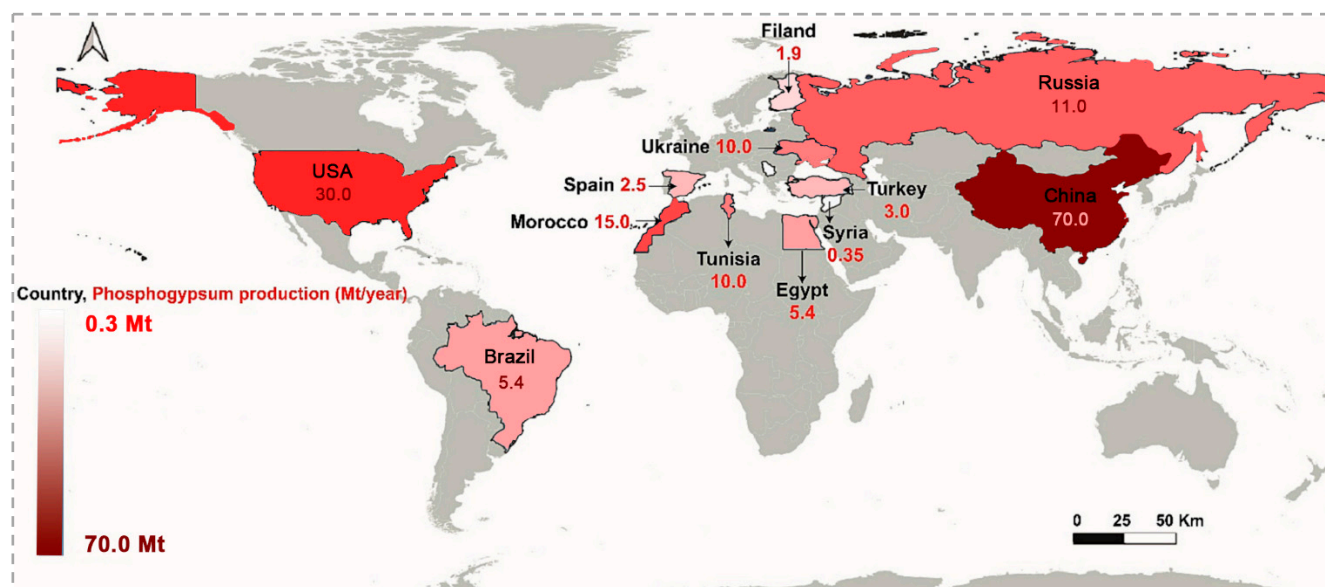 Filand
1.9
Russia
11.0
Ukraine 10.0
USA
30.0
Spain 2.5
Turkey
3.0
China
70.0
Morocco 15.0
Syria
0.35
Tunisia
10.0
Egypt
5.4
Country, Phosphogypsum production (Mt/year)
0.3 Mt
Brazil
5.4
70.0 Mt
0 25 50 Km